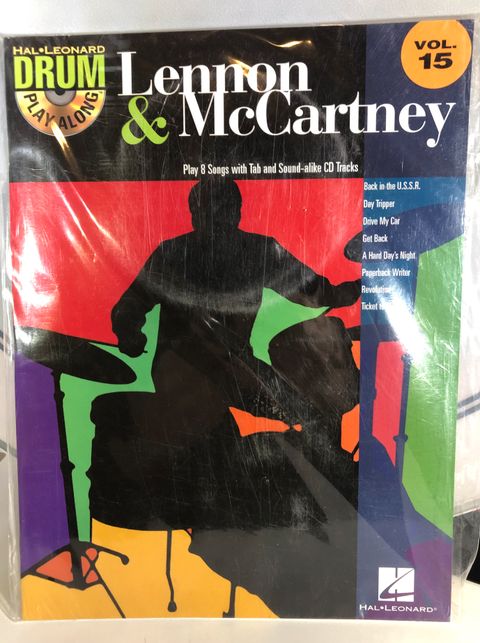 HAL•LEONARD
DRUM
PLAY-ALONG
VOL.
15
Lennon
& McCartney
Play 8 Songs with Tab and Sound-alike CD Tracks
Back in the U.S.S.R.
Day Tripper
Drive My Car
Get Back
A Hard Day's Night
Paperback Writer
Revolution
Ticket
HAL•LEONARD®